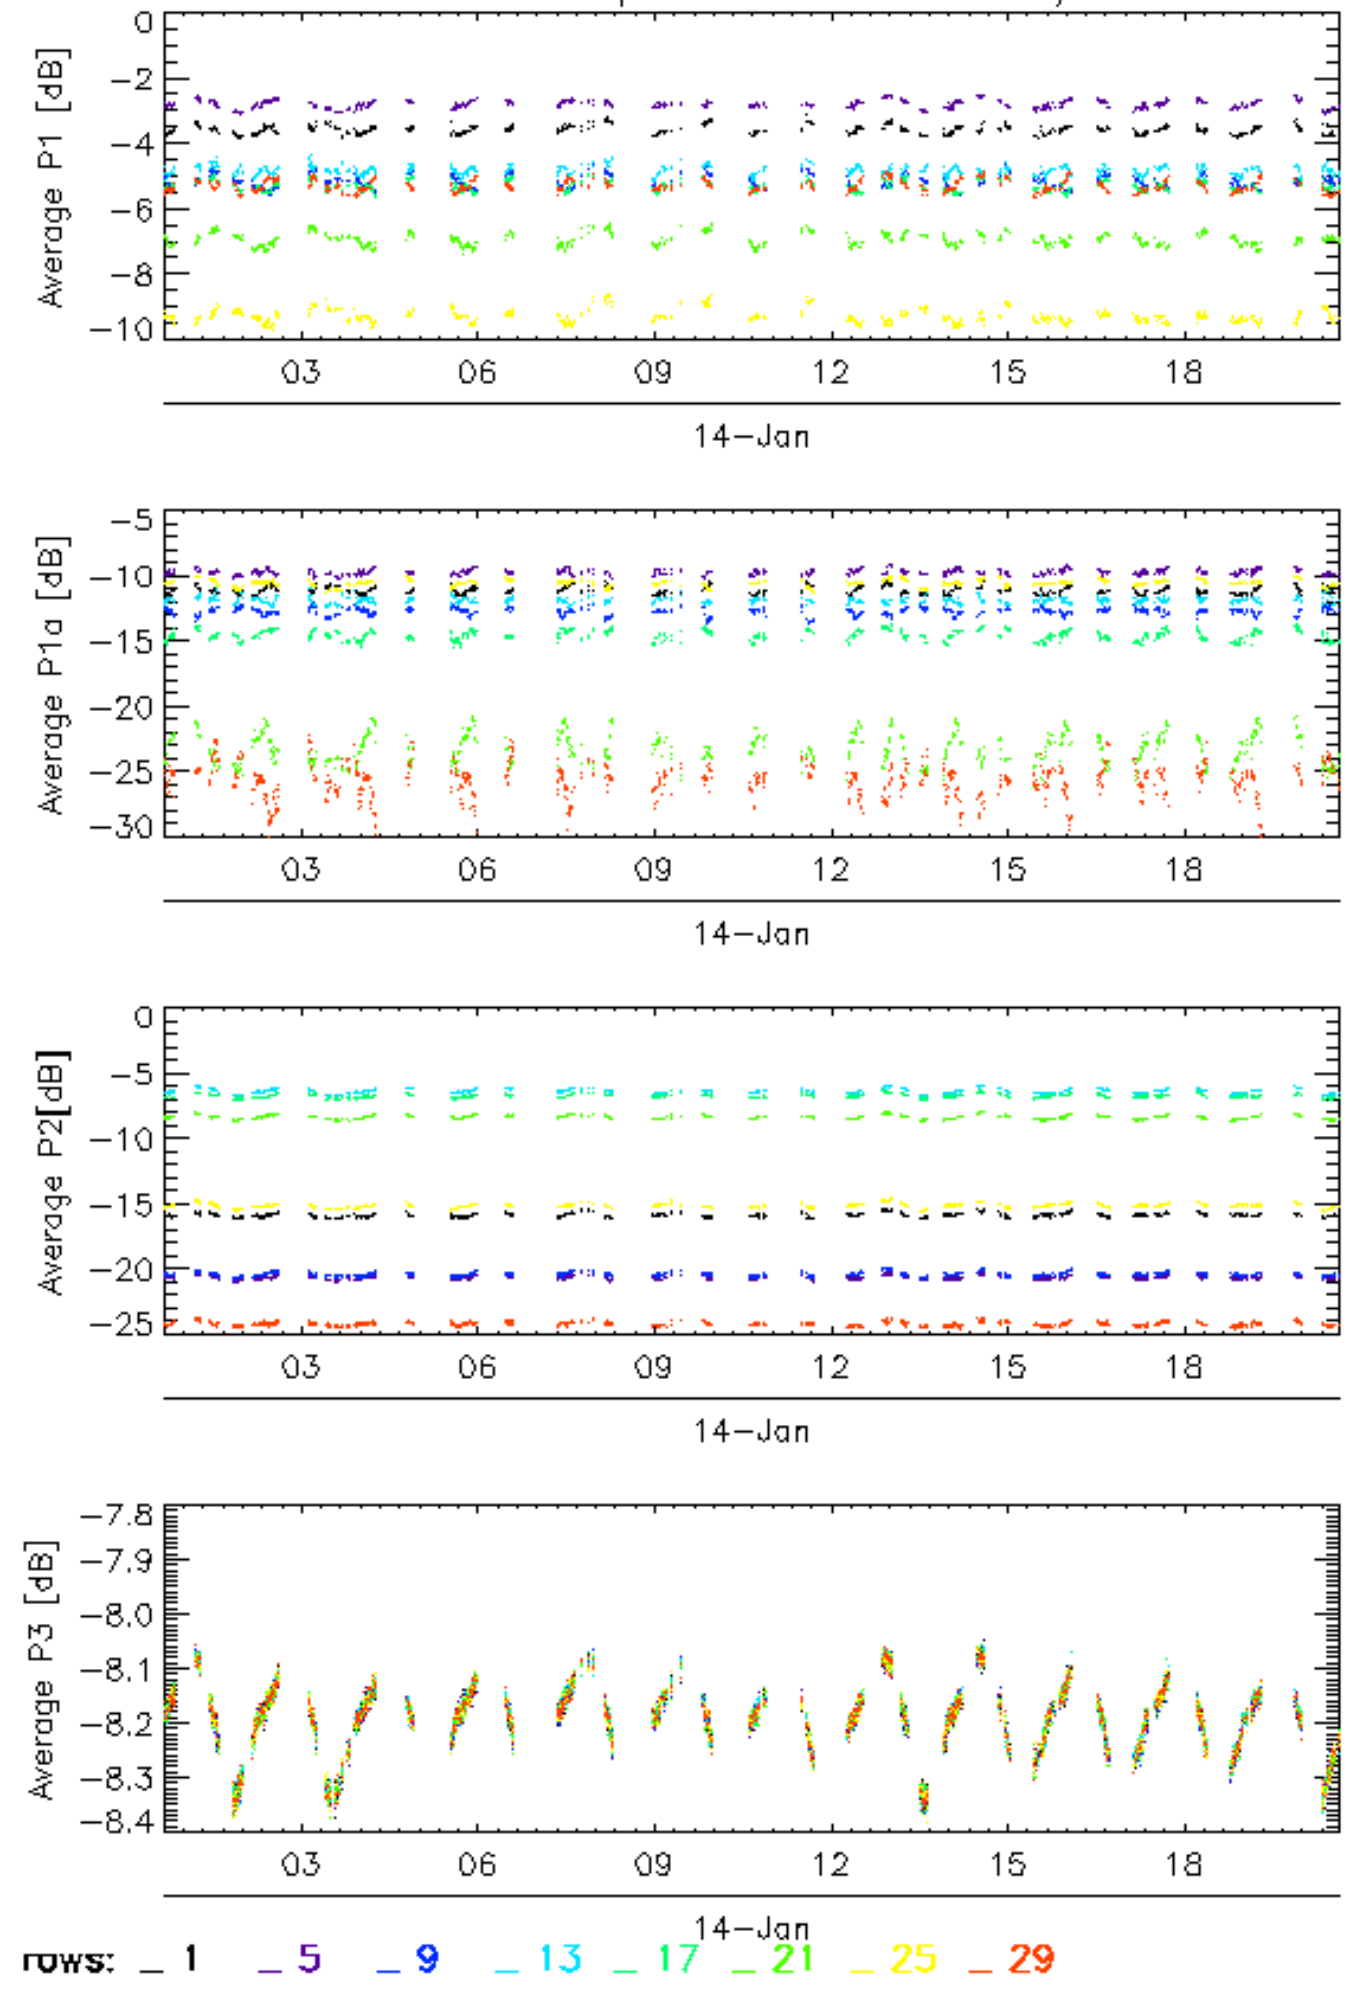 0
−2
−4
−6
−8
−10
Average P1 [dB]
03 06 09 12 15 18
14−Jan
−5
−10
−15
−20
−25
−30
Average P1a [dB]
03 06 09 12 15 18
14−Jan
0
−5
−10
−15
−20
−25
Average P2[dB]
03 06 09 12 15 18
14−Jan
−7.8
−7.9
−8.0
−8.1
−8.2
−8.3
−8.4
Average P3 [dB]
03 06 09 12 15 18
14−Jan
rows: _ 1 _ 5 _ 9 _ 13 _ 17 _ 21 _ 25 _ 29